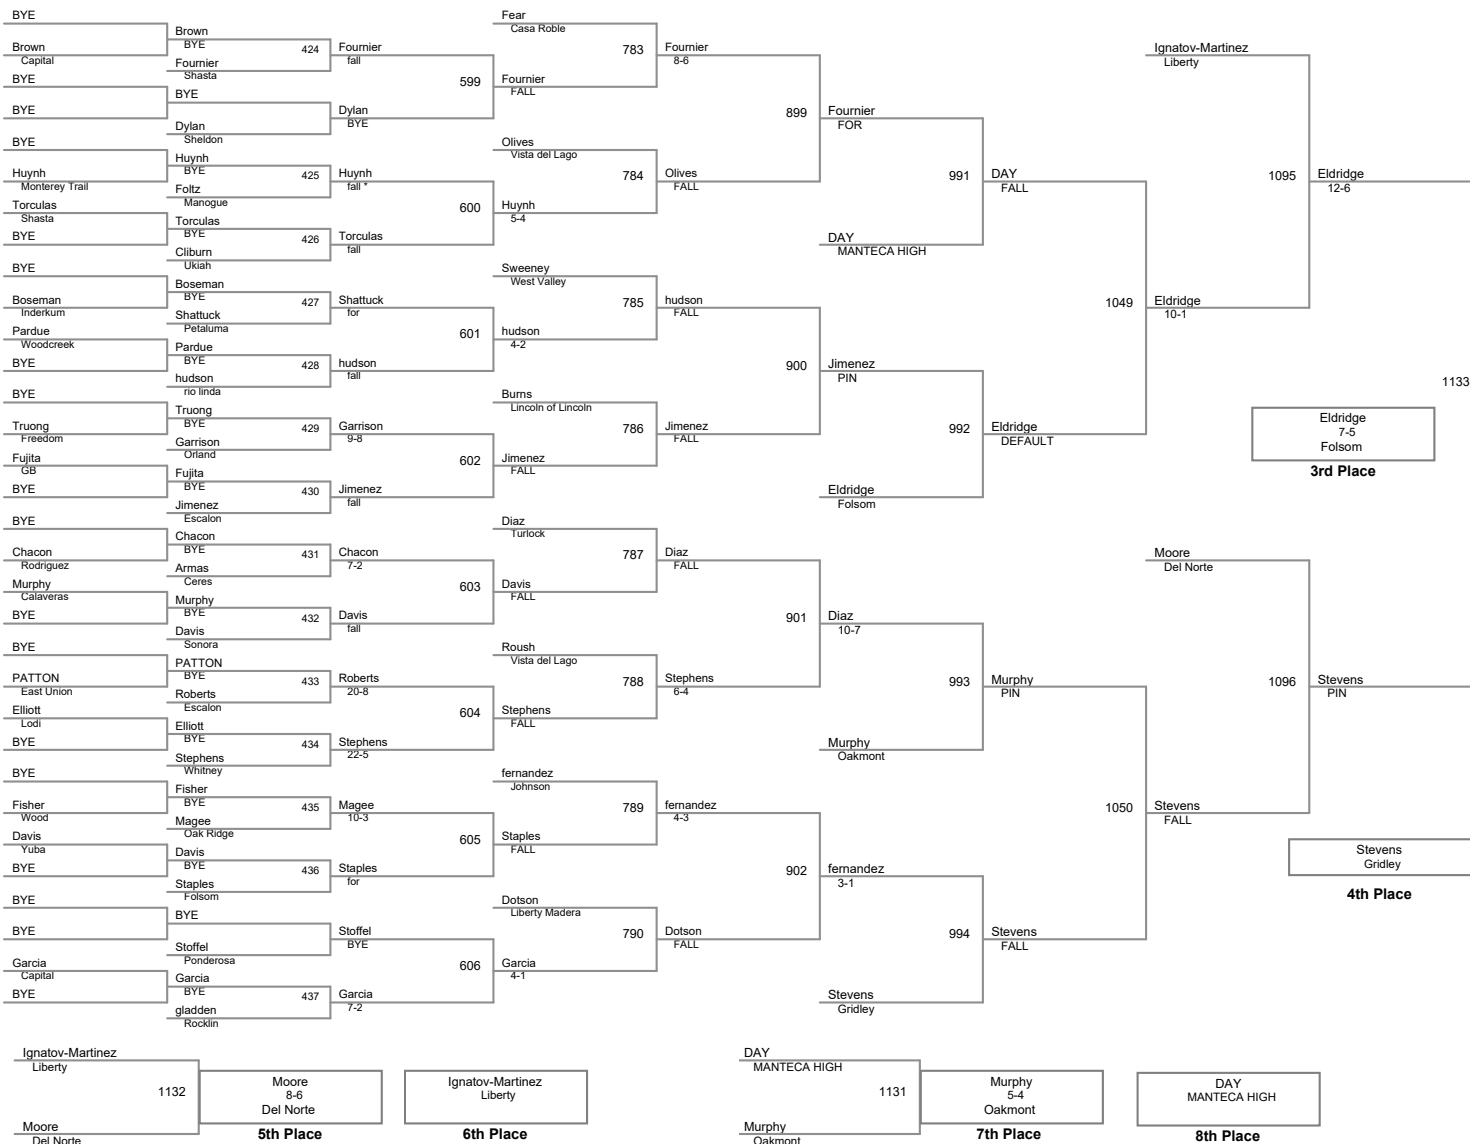 BYE
Brown
Capital
BYE
BYE
BYE
Huynh
Monterey Trail
Torculas
Shasta
BYE
BYE
Boseman
Inderkum
Pardue
Woodcreek
BYE
BYE
Truong
Freedom
Fujita
GB
BYE
BYE
Chacon
Rodriguez
Murphy
Calaveras
BYE
BYE
PATTON
East Union
Elliott
Lodi
BYE
BYE
Fisher
Wood
Davis
Yuba
BYE
BYE
BYE
Garcia
Capital
BYE
Brown
BYE
424
Fournier
Shasta
BYE
Dylan
Sheldon
Huynh
BYE
425
Foltz
Manogue
Torculas
BYE
426
Cliburn
Ukiah
Boseman
BYE
427
Shattuck
Petaluma
Pardue
BYE
428
hudson
rio linda
Truong
BYE
429
Garrison
Orland
Fujita
BYE
430
Jimenez
Escalon
Chacon
BYE
431
Armas
Ceres
Murphy
BYE
432
Davis
Sonora
PATTON
BYE
433
Roberts
Escalon
Elliott
BYE
434
Stephens
Whitney
Fisher
BYE
435
Magee
Oak Ridge
Davis
BYE
436
Staples
Folsom
BYE
Stoffel
Ponderosa
Garcia
BYE
437
gladden
Rocklin
Fournier
fall
599
Dylan
BYE
Huynh
fall *
600
Torculas
fall
Shattuck
for
601
hudson
fall
Garrison
9-8
602
Jimenez
fall
Chacon
7-2
603
Davis
fall
Roberts
20-8
604
Stephens
22-5
Magee
10-3
605
Staples
for
Stoffel
BYE
606
Garcia
7-2
Fear
Casa Roble
783
Fournier
FALL
Olives
Vista del Lago
784
Huynh
5-4
Sweeney
West Valley
785
hudson
4-2
Burns
Lincoln of Lincoln
786
Jimenez
FALL
Diaz
Turlock
787
Davis
FALL
Roush
Vista del Lago
788
Stephens
FALL
fernandez
Johnson
789
Staples
FALL
Dotson
Liberty Madera
790
Garcia
4-1
Fournier
8-6
899
Olives
FALL
hudson
FALL
900
Jimenez
FALL
Diaz
FALL
901
Stephens
6-4
fernandez
4-3
902
Dotson
FALL
Fournier
FOR
991
DAY
MANTECA HIGH
Jimenez
PIN
992
Eldridge
Folsom
Diaz
10-7
993
Murphy
Oakmont
fernandez
3-1
994
Stevens
Gridley
DAY
FALL
1049
Eldridge
DEFAULT
Murphy
PIN
1050
Stevens
FALL
Ignatov-Martinez
Liberty
1095
Eldridge
10-1
Moore
Del Norte
1096
Stevens
FALL
Eldridge
12-6
1133
Stevens
PIN
Eldridge
7-5
Folsom
3rd Place
Stevens
Gridley
4th Place
Ignatov-Martinez
Liberty
1132
Moore
Del Norte
Moore
8-6
Del Norte
5th Place
Ignatov-Martinez
Liberty
6th Place
DAY
MANTECA HIGH
1131
Murphy
Oakmont
Murphy
5-4
Oakmont
7th Place
DAY
MANTECA HIGH
8th Place